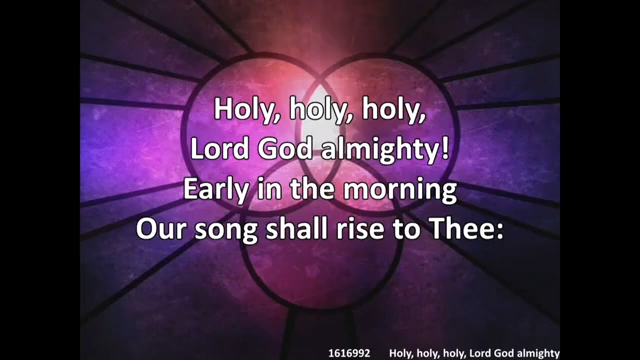 Holy, holy, holy,
Lord God almighty!
Early in the morning
Our song shall rise to Thee:
1616992 Holy, holy, holy, Lord God almighty